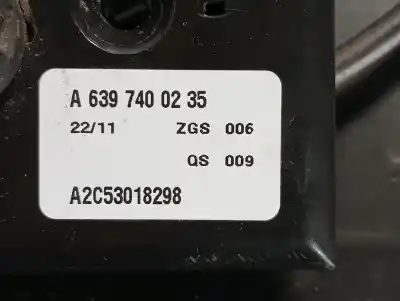 A 639 740 02 35
22/11 ZGS 006
QS 009
A2C53018298